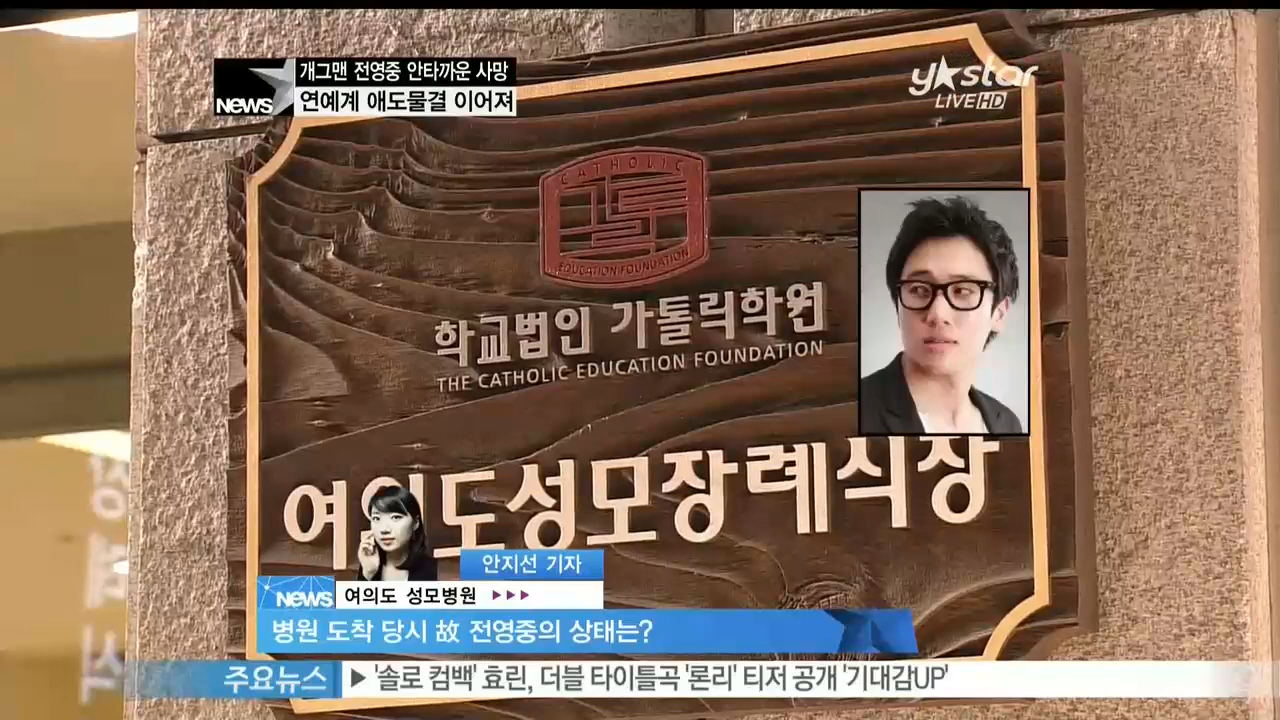 개그맨 전영중 안타까운 사망
NEWS
연예계 애도물결 이어져
y★star
LIVE HD
CATHOLIC
EDUCATION FOUNDATION
학교법인 가톨릭학원
THE CATHOLIC EDUCATION FOUNDATION
여의도성모장례식장
안지선 기자
NEWS 여의도 성모병원 ▶▶▶
병원 도착 당시 故 전영중의 상태는?
주요뉴스 ▶ '솔로 컴백' 효린, 더블 타이틀곡 '론리' 티저 공개 '기대감UP'